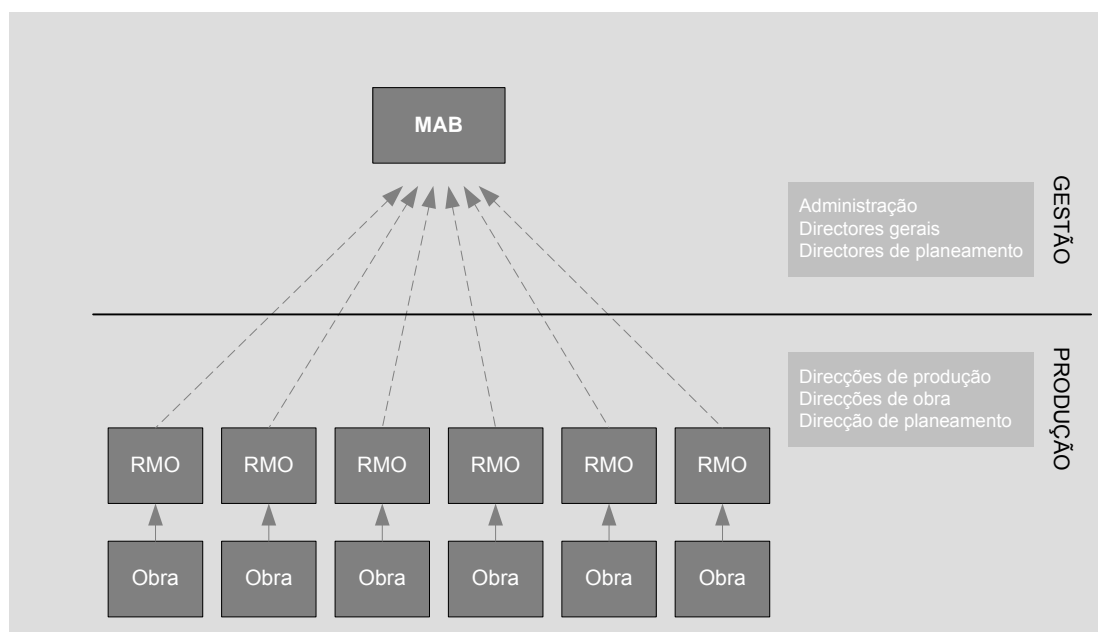 MAB
Administração
Directores gerais
Directores de planeamento
GESTÃO
Direcções de produção
Direcções de obra
Direcção de planeamento
PRODUÇÃO
RMO RMO RMO RMO RMO RMO
Obra Obra Obra Obra Obra Obra